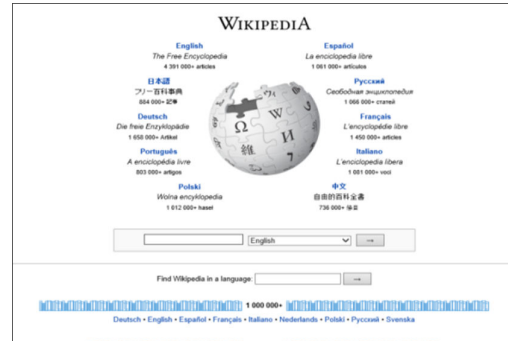 WIKIPEDIA
English
The Free Encyclopedia
4 391 000+ articles
Español
La enciclopedia libre
1 061 000+ artículos
日本語
フリー百科事典
884 000+ 記事
Русский
Свободная энциклопедия
1 066 000+ статей
Deutsch
Die freie Enzyklopädie
1 658 000+ Artikel
Français
L'encyclopédie libre
1 450 000+ articles
Português
A enciclopédia livre
803 000+ artigos
Italiano
L'enciclopedia libera
1 081 000+ voci
Polski
Wolna encyklopedia
1 012 000+ haseł
中文
自由的百科全書
736 000+ 條目
Ω
W
И
維
7
English
→
Find Wikipedia in a language:
→
1 000 000+
Deutsch • English • Español • Français • Italiano • Nederlands • Polski • Русский • Svenska